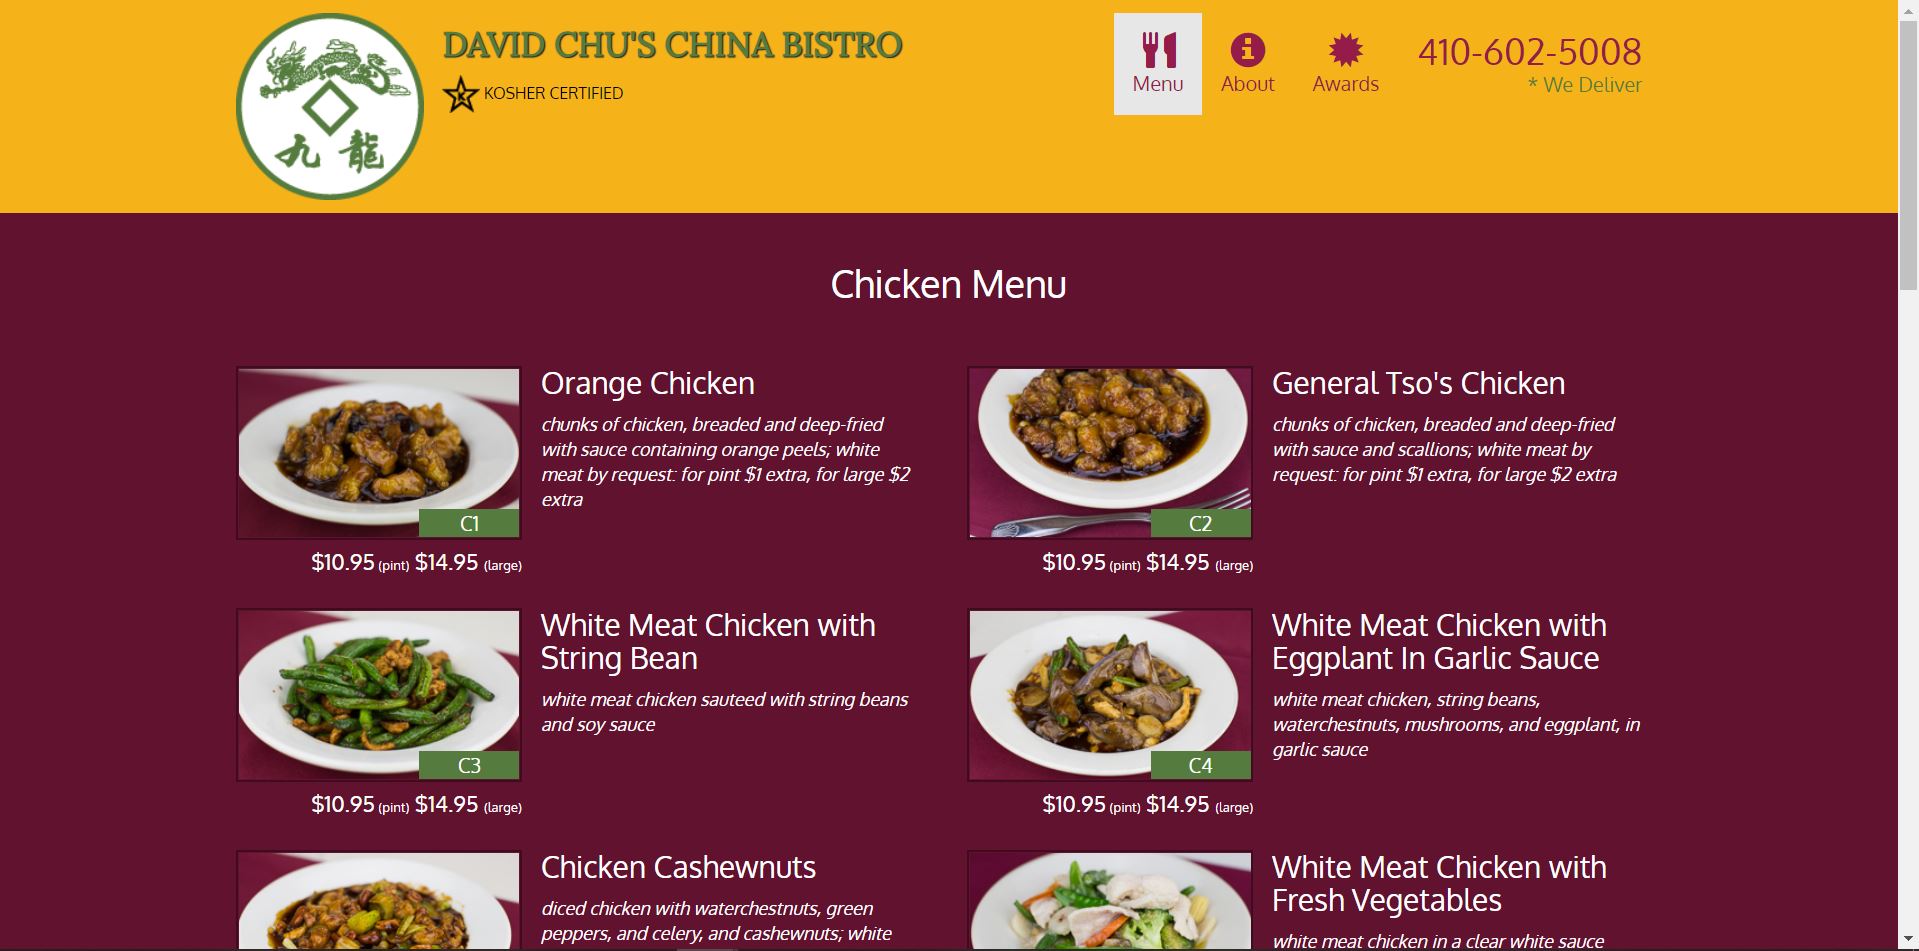 DAVID CHU'S CHINA BISTRO
KOSHER CERTIFIED
九 龍
K
Menu
About
Awards
410-602-5008
* We Deliver
Chicken Menu
Orange Chicken
chunks of chicken, breaded and deep-fried
with sauce containing orange peels; white
meat by request: for pint $1 extra, for large $2
extra
C1
$10.95 (pint) $14.95 (large)
General Tso's Chicken
chunks of chicken, breaded and deep-fried
with sauce and scallions; white meat by
request: for pint $1 extra, for large $2 extra
C2
$10.95 (pint) $14.95 (large)
White Meat Chicken with
String Bean
white meat chicken sauteed with string beans
and soy sauce
C3
$10.95 (pint) $14.95 (large)
White Meat Chicken with
Eggplant In Garlic Sauce
white meat chicken, string beans,
waterchestnuts, mushrooms, and eggplant, in
garlic sauce
C4
$10.95 (pint) $14.95 (large)
Chicken Cashewnuts
diced chicken with waterchestnuts, green
peppers, and celery, and cashewnuts; white
White Meat Chicken with
Fresh Vegetables
white meat chicken in a clear white sauce